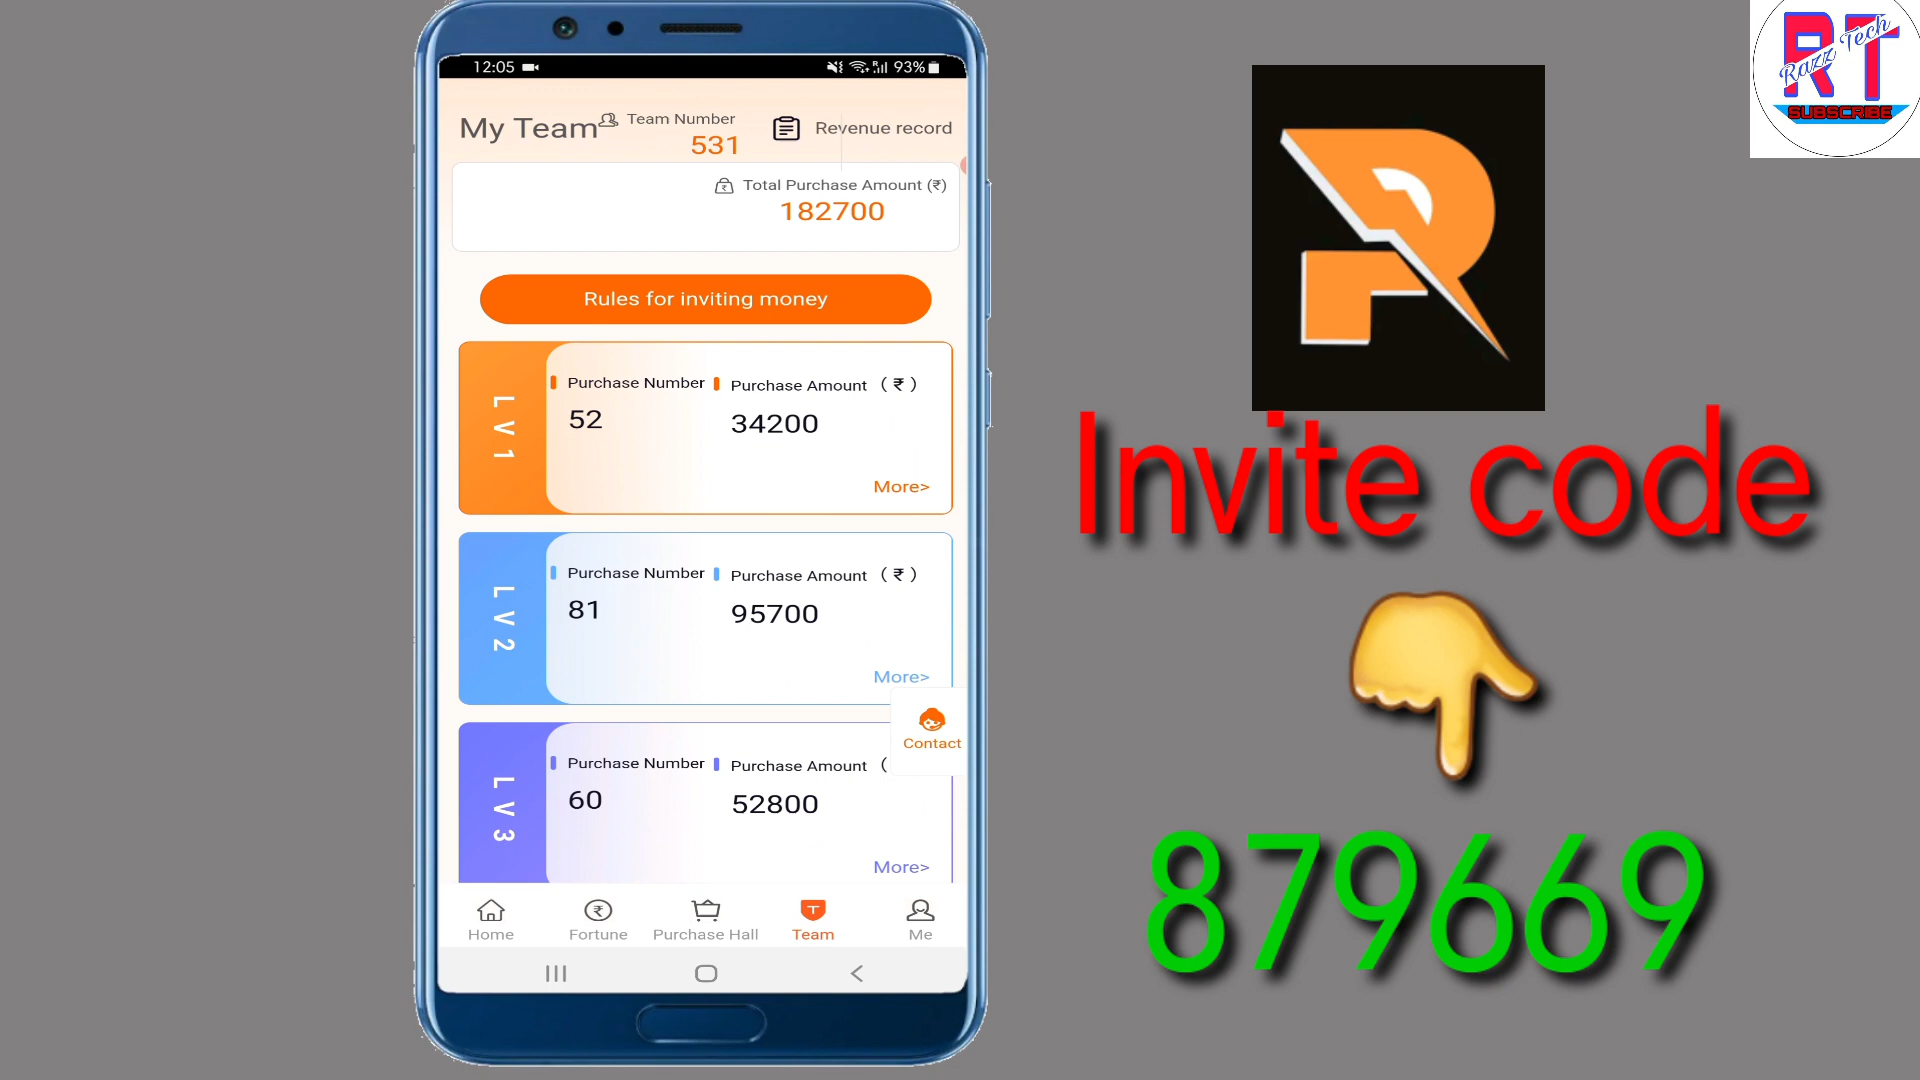 12:05
93%
My Team
Team Number
531
Revenue record
Total Purchase Amount (₹)
182700
Rules for inviting money
LV1
Purchase Number
52
Purchase Amount （₹）
34200
More>
LV2
Purchase Number
81
Purchase Amount （₹）
95700
More>
LV3
Purchase Number
60
Purchase Amount （
52800
More>
Contact
Home
Fortune
Purchase Hall
Team
Me
RT
Razz Tech
SUBSCRIBE
Invite code
879669